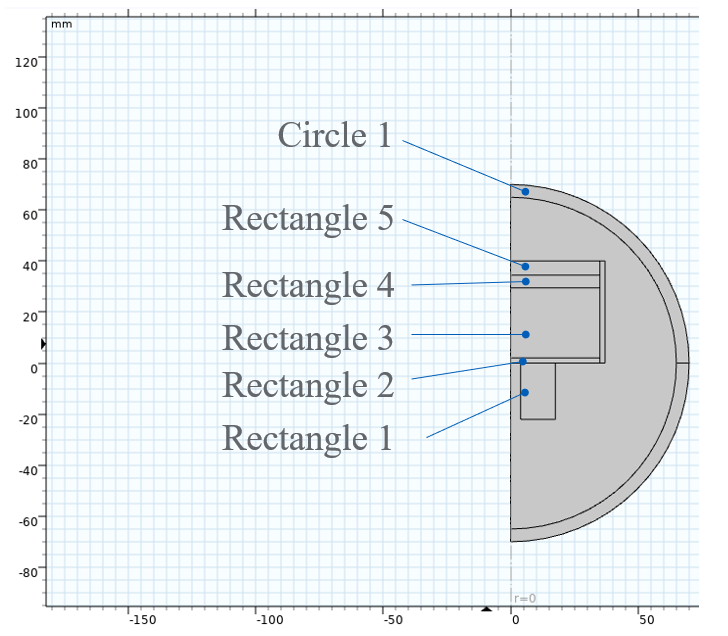 mm
120
100
80
60
40
20
0
-20
-40
-60
-80
Circle 1
Rectangle 5
Rectangle 4
Rectangle 3
Rectangle 2
Rectangle 1
r=0
-150 -100 -50 0 50